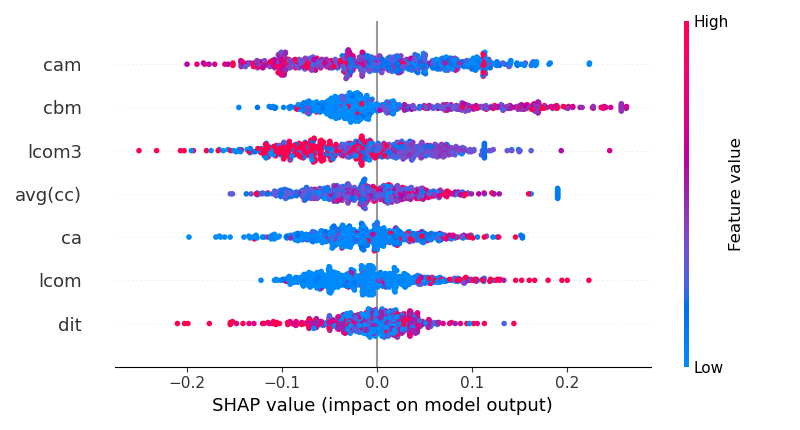 High
cam
cbm
lcom3
avg(cc)
ca
lcom
dit
Feature value
Low
−0.2 −0.1 0.0 0.1 0.2
SHAP value (impact on model output)